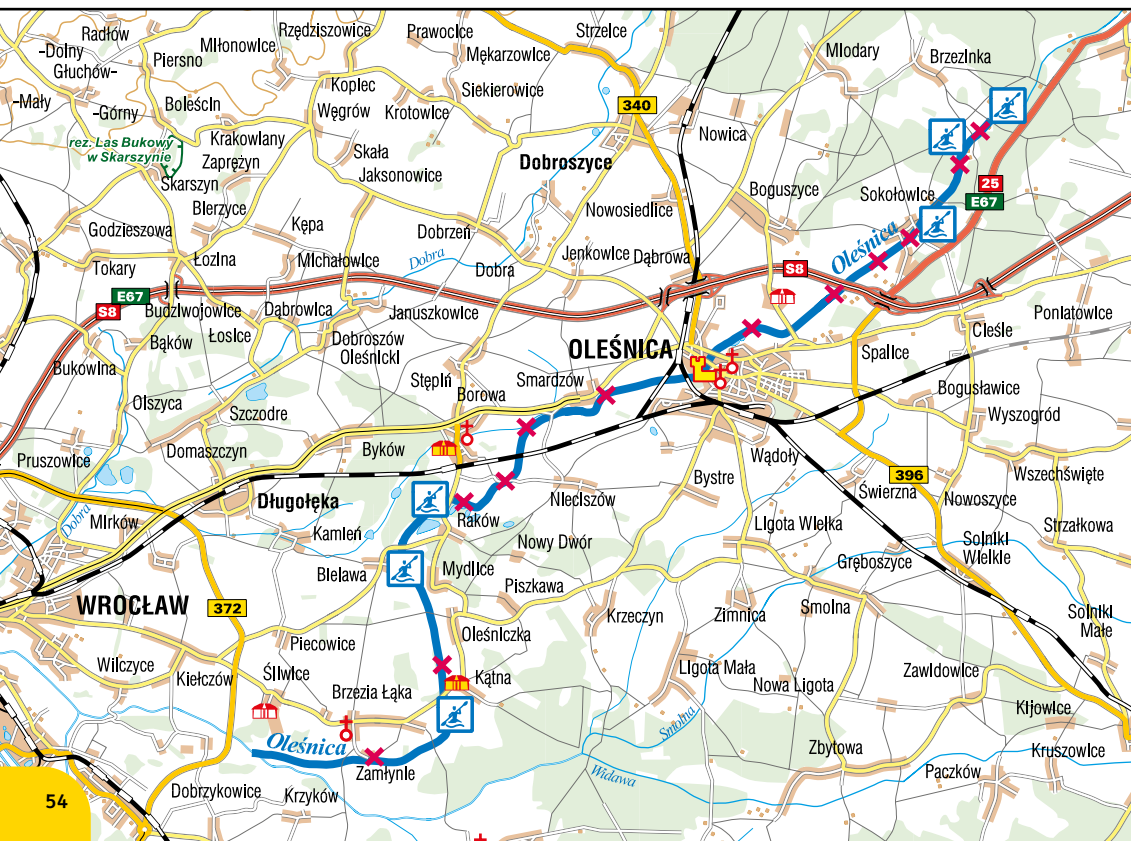 Radłów
-Dolny
Głuchów-
-Mały
-Górny
Piersno
Miłonowice
Rzędziszowice
Prawocice
Mękarzowice
Siekierowice
Strzelce
Młodary
Brzezinka
Koplec
Węgrów
Krotowice
340
Nowica
Bolescin
Krakowlany
Zaprężyn
rez. Las Bukowy
w Skarszynie
Skarszyn
Bierzyce
Skała
Jaksonowice
Dobroszyce
Boguszyce
Sokołowice
25
E67
Godzieszowa
Kępa
Dobrzeń
Nowosiedlice
Oleśnica
Tokary
Łozina
Michałowice
Dobra
Dobra
Jenkowice
Dąbrowa
S8
E67
S8
Budziwojowice
Dąbrowica
Januszkowice
Poniatowice
Cieśle
Bąków
Łosice
Dobroszów
Oleśnicki
OLEŚNICA
Spalice
Bukowina
Stępin
Smardzów
Borowa
Bogusławice
Olszyca
Szczodre
Wyszogród
Pruszowice
Domaszczyn
Byków
Wądoły
Bystre
396
Wszechświęte
Długołęka
Nieciszów
Świerzna
Nowoszyce
Dobra
Mirków
Kamień
Raków
Nowy Dwór
Ligota Wielka
Strzałkowa
Solniki
Wielkie
Bielawa
Mydlice
Piszkawa
Gręboszyce
WROCŁAW
372
Krzeczyn
Zimnica
Smolna
Solniki
Małe
Piecowice
Oleśniczka
Wilczyce
Kiełczów
Śliwice
Brzezia Łąka
Kątna
Ligota Mała
Nowa Ligota
Zawidowice
Kijowice
Smolna
Oleśnica
Zbytowa
Kruszowice
Zamłynie
Widawa
Paczków
54
Dobrzykowice
Krzyków